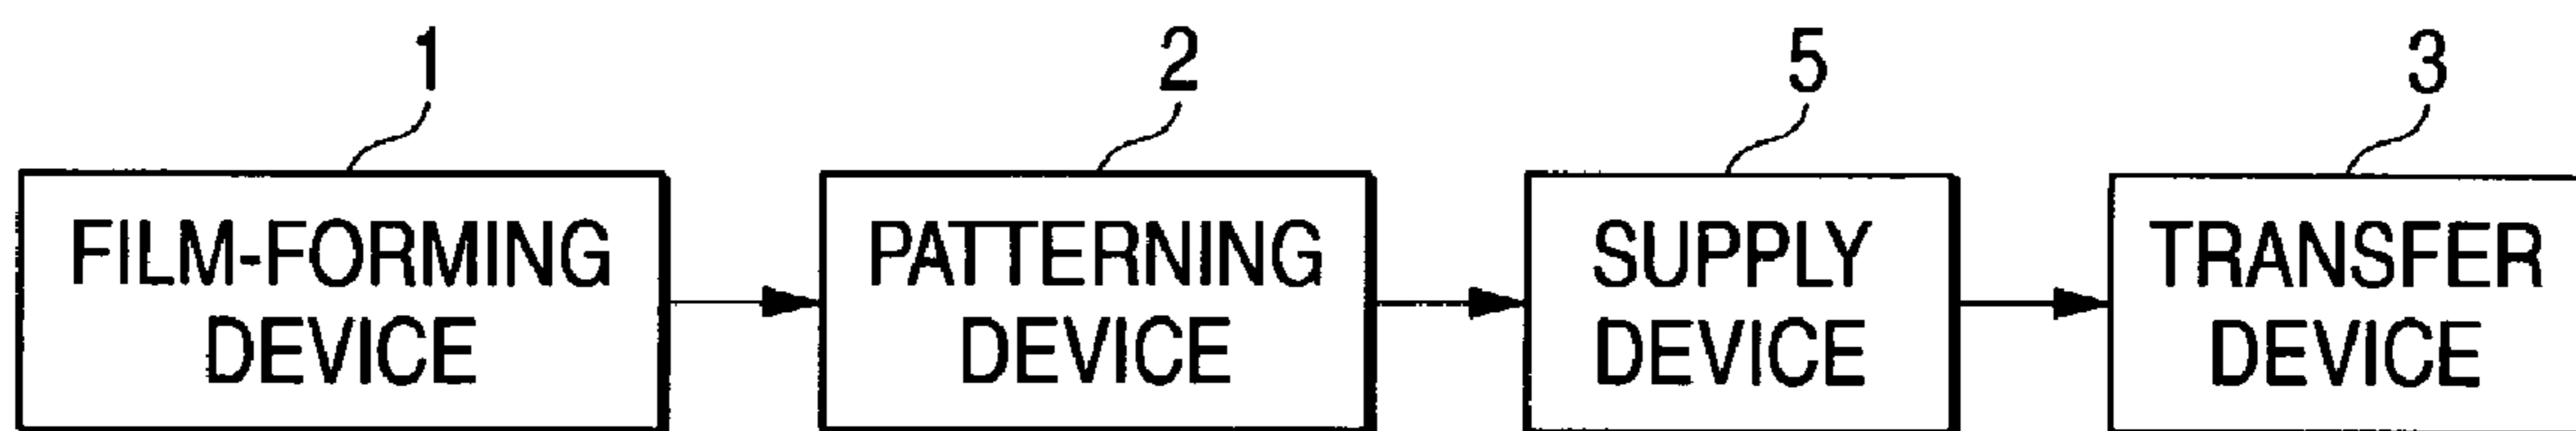 1
2
5
3
FILM-FORMING
DEVICE
PATTERNING
DEVICE
SUPPLY
DEVICE
TRANSFER
DEVICE